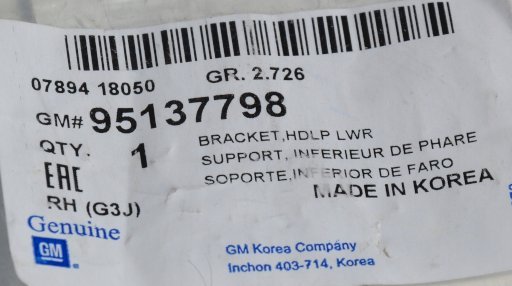 07894 18050 GR. 2.726
GM# 95137798
QTY. 1 BRACKET,HDLP LWR
SUPPORT, INFERIEUR DE PHARE
SOPORTE,INFERIOR DE FARO
EAC MADE IN KOREA
RH (G3J)
Genuine
GM
GM Korea Company
Inchon 403-714, Korea